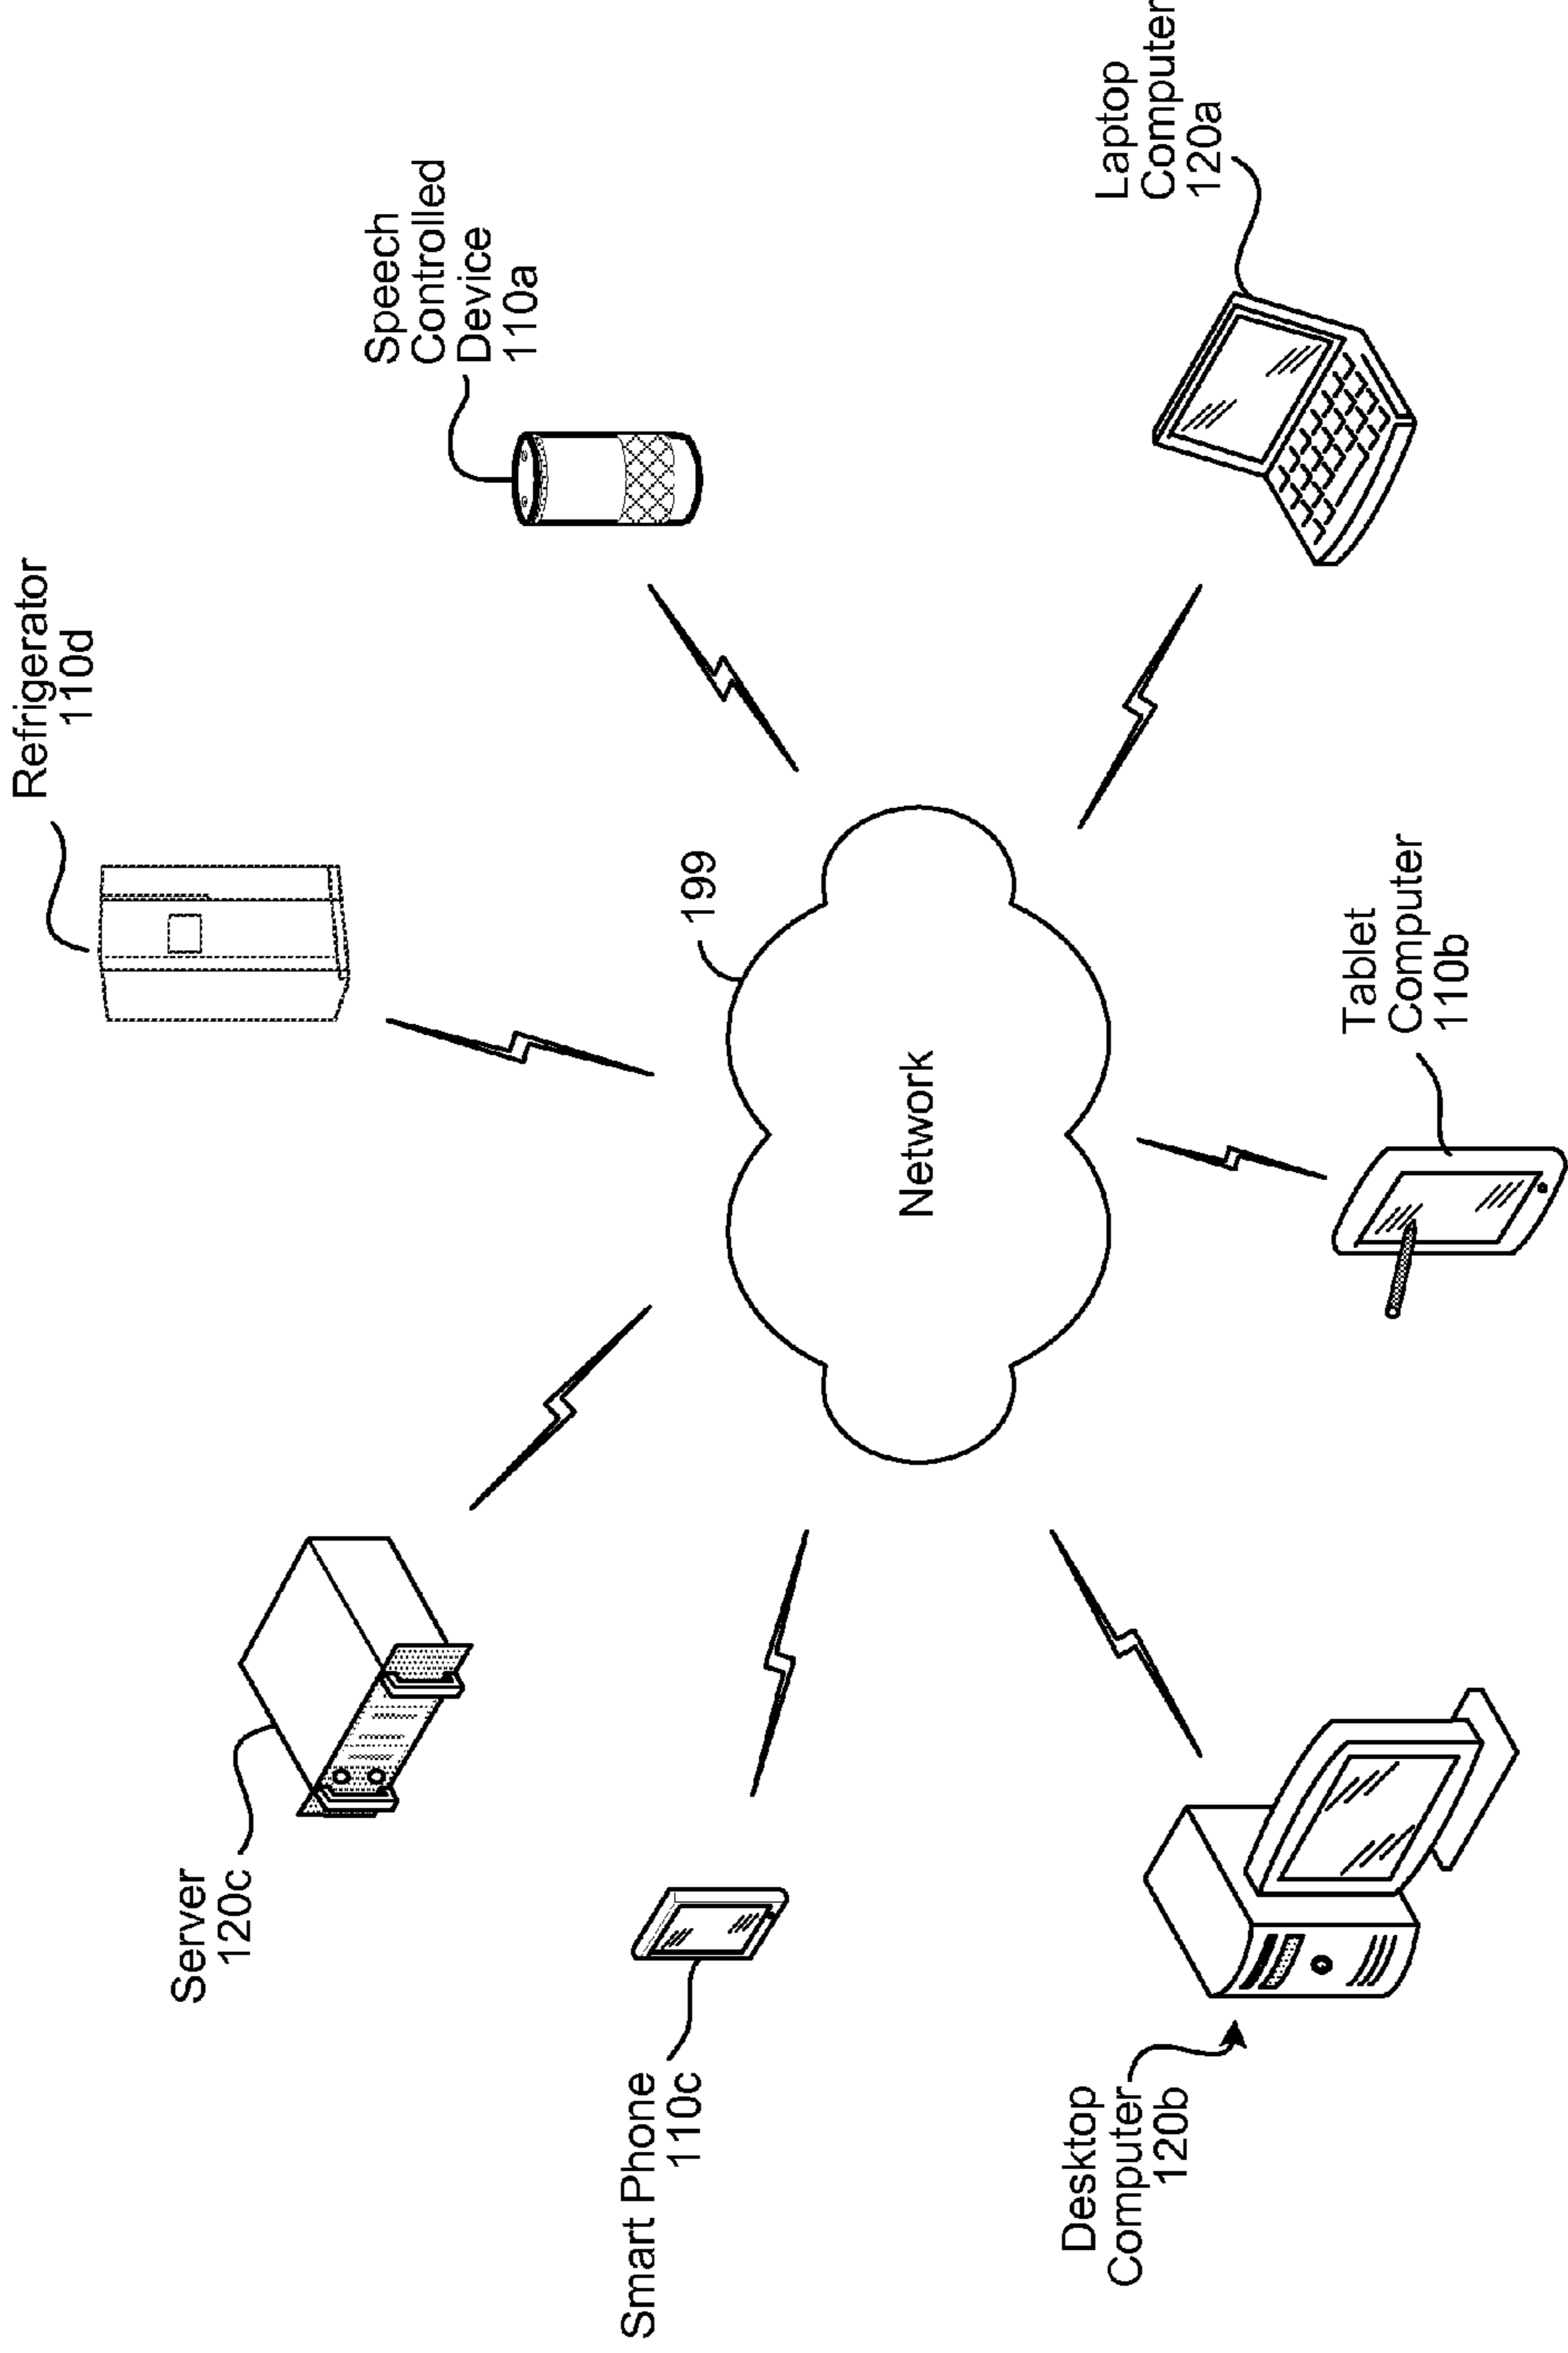 Refrigerator
110d
Server
120c
Speech
Controlled
Device
110a
Smart Phone
110c
199
Network
Desktop
Computer
120b
Tablet
Computer
110b
Laptop
Computer
120a